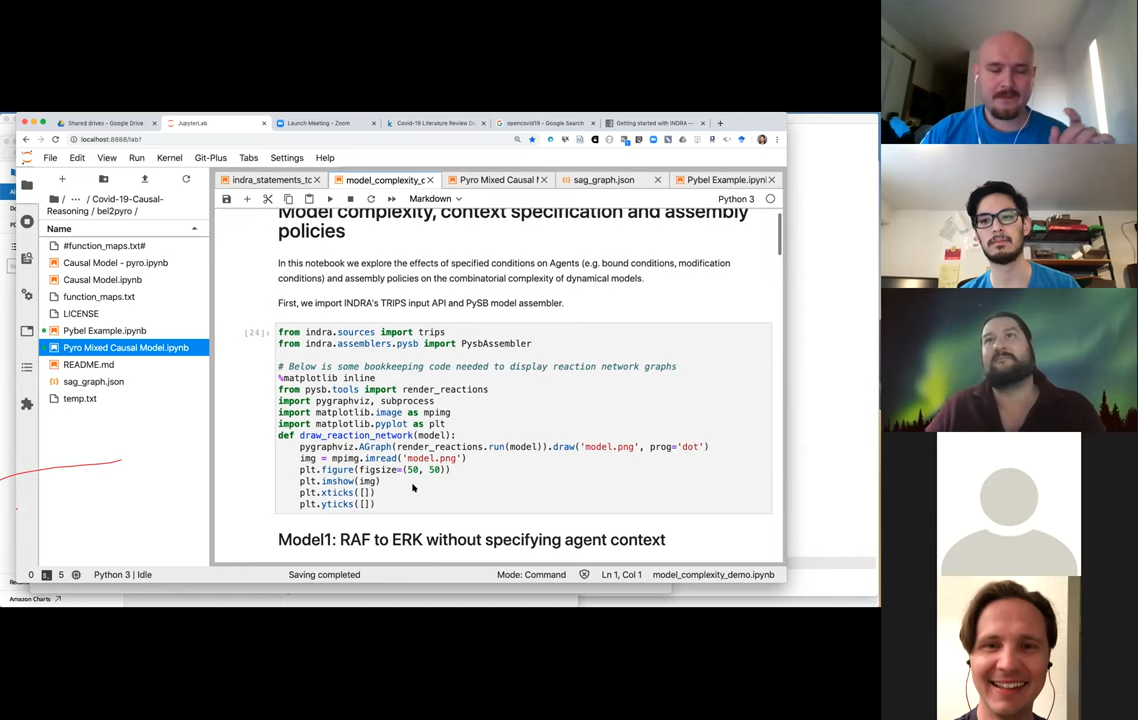 Shared drives - Google Drive
JupyterLab
Launch Meeting - Zoom
Covid-19 Literature Review Da
opencovid19 - Google Search
Getting started with INDRA —
localhost:8888/lab?
File Edit View Run Kernel Git-Plus Tabs Settings Help
indra_statements_tc
model_complexity_c
Pyro Mixed Causal M
sag_graph.json
Pybel Example.ipynl
Markdown
Python 3
/ ··· / Covid-19-Causal-
Reasoning / bel2pyro /
Name
#function_maps.txt#
Causal Model - pyro.ipynb
Causal Model.ipynb
function_maps.txt
LICENSE
Pybel Example.ipynb
Pyro Mixed Causal Model.ipynb
README.md
sag_graph.json
temp.txt
Model complexity, context specification and assembly
policies
In this notebook we explore the effects of specified conditions on Agents (e.g. bound conditions, modification
conditions) and assembly policies on the combinatorial complexity of dynamical models.
First, we import INDRA's TRIPS input API and PySB model assembler.
[24]:
from indra.sources import trips
from indra.assemblers.pysb import PysbAssembler
# Below is some bookkeeping code needed to display reaction network graphs
%matplotlib inline
from pysb.tools import render_reactions
import pygraphviz, subprocess
import matplotlib.image as mpimg
import matplotlib.pyplot as plt
def draw_reaction_network(model):
pygraphviz.AGraph(render_reactions.run(model)).draw('model.png', prog='dot')
img = mpimg.imread('model.png')
plt.figure(figsize=(50, 50))
plt.imshow(img)
plt.xticks([])
plt.yticks([])
Model1: RAF to ERK without specifying agent context
0 5 Python 3 | Idle
Saving completed
Mode: Command
Ln 1, Col 1
model_complexity_demo.ipynb
Amazon Charts